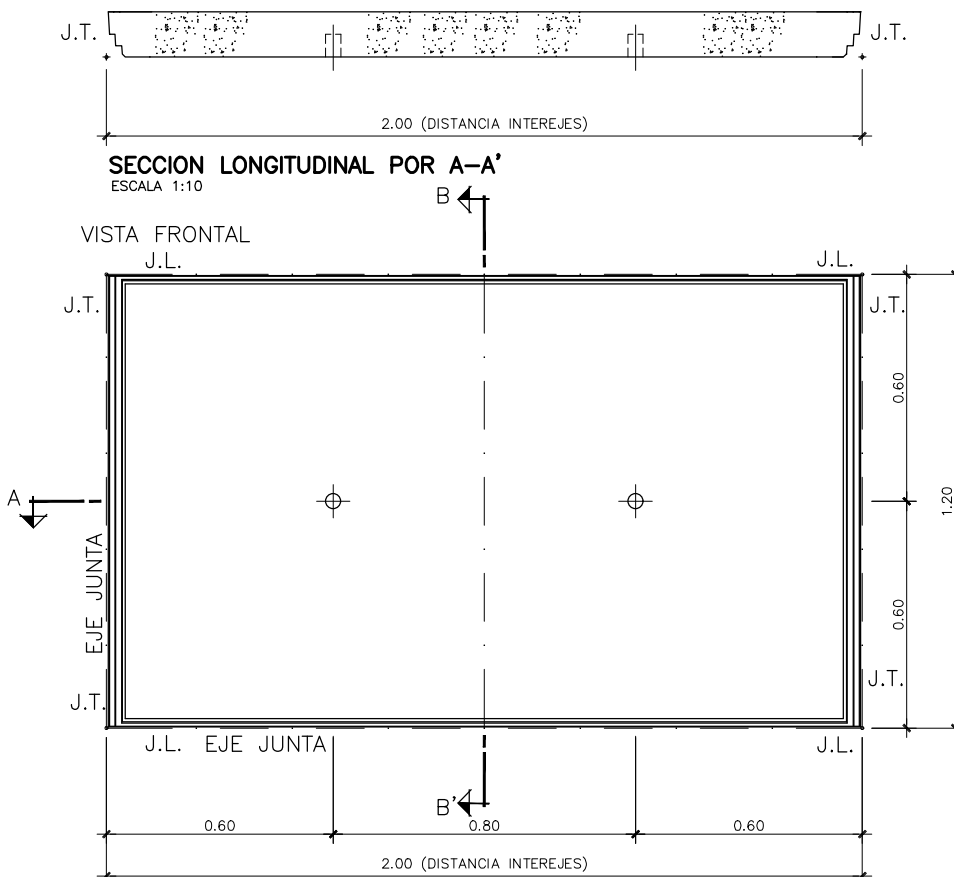 J.T.
J.T.
2.00 (DISTANCIA INTEREJES)
SECCION LONGITUDINAL POR A-A'
ESCALA 1:10
B
VISTA FRONTAL
J.L.
J.L.
J.T.
J.T.
0.60
A
1.20
EJE JUNTA
0.60
J.T.
J.T.
J.L. EJE JUNTA
J.L.
B'
0.60
0.80
0.60
2.00 (DISTANCIA INTEREJES)